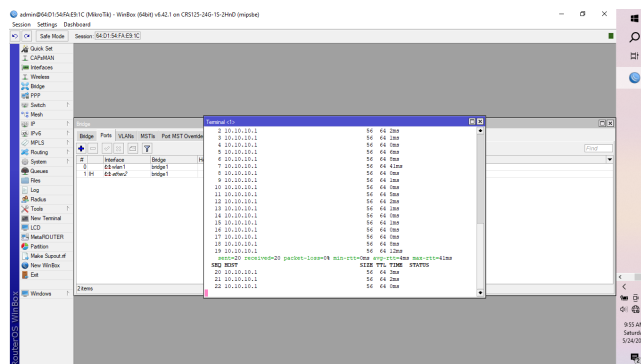 admin@64:D1:54:FA:E9:1C (MikroTik) - WinBox (64bit) v6.42.1 on CRS125-24G-1S-2HnD (mipsbe)
Session Settings Dashboard
Safe Mode Session: 64:D1:54:FA:E9:1C
Quick Set
CAPsMAN
Interfaces
Wireless
Bridge
PPP
Switch
Mesh
IP
IPv6
MPLS
Routing
System
Queues
Files
Log
Radius
Tools
New Terminal
LCD
MetaROUTER
Partition
Make Supout.rif
New WinBox
Exit
Windows
RouterOS WinBox
Bridge
Bridge Ports VLANs MSTIs Port MST Overrides
Find
# Interface Bridge
0 wlan1 bridge1
1 IH ether2 bridge1
2 items
Terminal <1>
2 10.10.10.1 56 64 2ms
3 10.10.10.1 56 64 1ms
4 10.10.10.1 56 64 0ms
5 10.10.10.1 56 64 8ms
6 10.10.10.1 56 64 8ms
7 10.10.10.1 56 64 41ms
8 10.10.10.1 56 64 0ms
9 10.10.10.1 56 64 1ms
10 10.10.10.1 56 64 0ms
11 10.10.10.1 56 64 8ms
12 10.10.10.1 56 64 2ms
13 10.10.10.1 56 64 0ms
14 10.10.10.1 56 64 0ms
15 10.10.10.1 56 64 1ms
16 10.10.10.1 56 64 0ms
17 10.10.10.1 56 64 0ms
18 10.10.10.1 56 64 0ms
19 10.10.10.1 56 64 12ms
sent=20 received=20 packet-loss=0% min-rtt=0ms avg-rtt=4ms max-rtt=41ms
SEQ HOST SIZE TTL TIME STATUS
20 10.10.10.1 56 64 3ms
21 10.10.10.1 56 64 2ms
22 10.10.10.1 56 64 0ms
9:55 AM